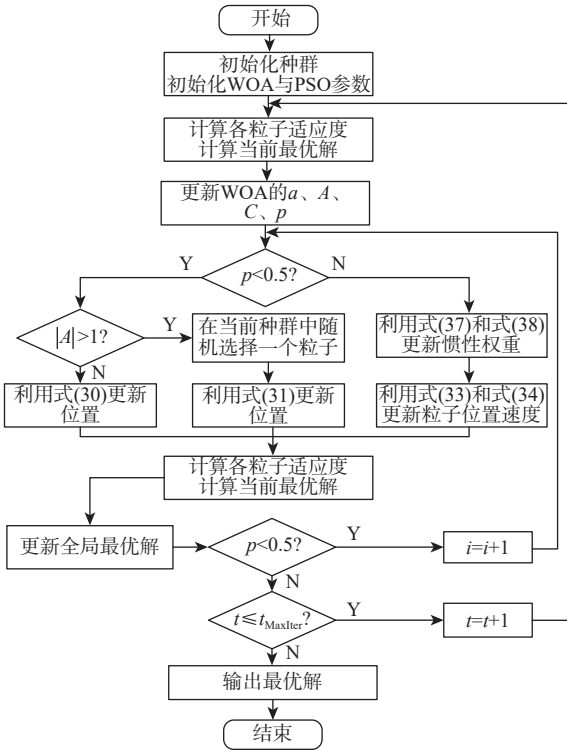 开始
初始化种群
初始化WOA与PSO参数
计算各粒子适应度
计算当前最优解
更新WOA的a、A、
C、p
p<0.5?
Y
N
|A|>1?
Y
N
在当前种群中随
机选择一个粒子
利用式(37)和式(38)
更新惯性权重
利用式(30)更新
位置
利用式(31)更新
位置
利用式(33)和式(34)
更新粒子位置速度
计算各粒子适应度
计算当前最优解
更新全局最优解
p<0.5?
Y
i=i+1
N
t≤tMaxIter?
Y
t=t+1
N
输出最优解
结束